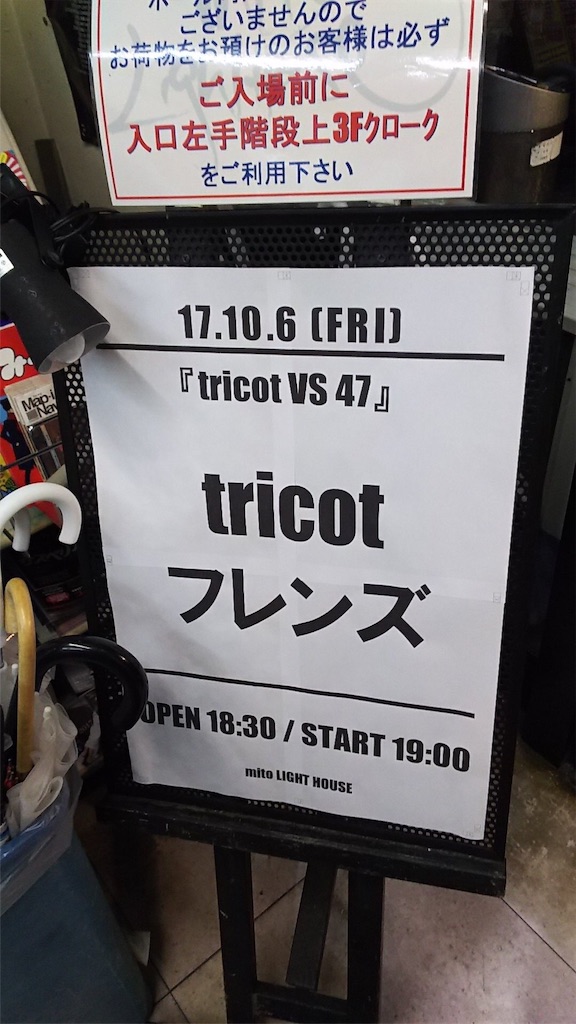 ございませんので
お荷物をお預けのお客様は必ず
ご入場前に
入口左手階段上3Fクローク
をご利用下さい
17.10.6 (FRI)
『tricot VS 47』
tricot
フレンズ
OPEN 18:30 / START 19:00
mito LIGHT HOUSE
Map-i
Nav